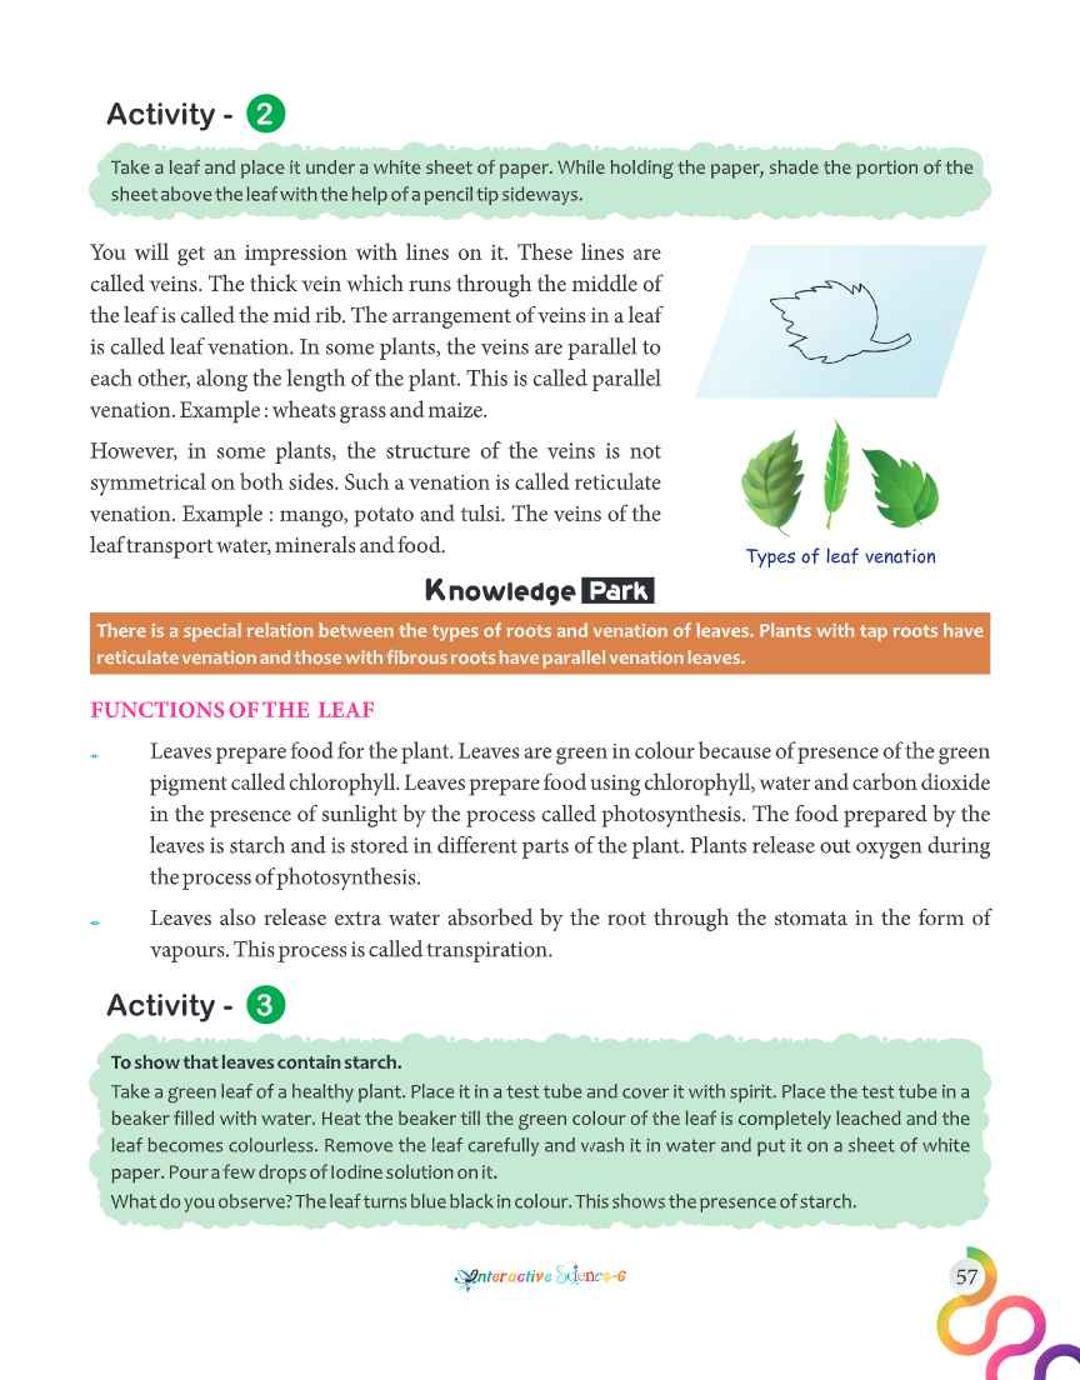 Activity - 2
Take a leaf and place it under a white sheet of paper. While holding the paper, shade the portion of the
sheet above the leaf with the help of a pencil tip sideways.
You will get an impression with lines on it. These lines are
called veins. The thick vein which runs through the middle of
the leaf is called the mid rib. The arrangement of veins in a leaf
is called leaf venation. In some plants, the veins are parallel to
each other, along the length of the plant. This is called parallel
venation. Example : wheats grass and maize.
However, in some plants, the structure of the veins is not
symmetrical on both sides. Such a venation is called reticulate
venation. Example : mango, potato and tulsi. The veins of the
leaf transport water, minerals and food.
Types of leaf venation
Knowledge Park
There is a special relation between the types of roots and venation of leaves. Plants with tap roots have
reticulate venation and those with fibrous roots have parallel venation leaves.
FUNCTIONS OF THE LEAF
Leaves prepare food for the plant. Leaves are green in colour because of presence of the green
pigment called chlorophyll. Leaves prepare food using chlorophyll, water and carbon dioxide
in the presence of sunlight by the process called photosynthesis. The food prepared by the
leaves is starch and is stored in different parts of the plant. Plants release out oxygen during
the process of photosynthesis.
Leaves also release extra water absorbed by the root through the stomata in the form of
vapours. This process is called transpiration.
Activity - 3
To show that leaves contain starch.
Take a green leaf of a healthy plant. Place it in a test tube and cover it with spirit. Place the test tube in a
beaker filled with water. Heat the beaker till the green colour of the leaf is completely leached and the
leaf becomes colourless. Remove the leaf carefully and wash it in water and put it on a sheet of white
paper. Pour a few drops of Iodine solution on it.
What do you observe? The leaf turns blue black in colour. This shows the presence of starch.
Interactive Science-6
57